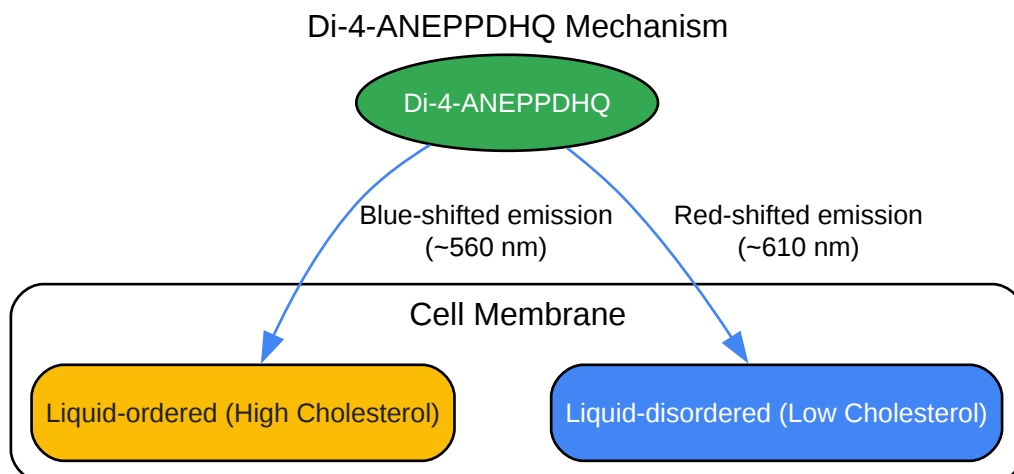 Di-4-ANEPPDHQ Mechanism
Di-4-ANEPPDHQ
Blue-shifted emission
(~560 nm)
Red-shifted emission
(~610 nm)
Cell Membrane
Liquid-ordered (High Cholesterol)
Liquid-disordered (Low Cholesterol)